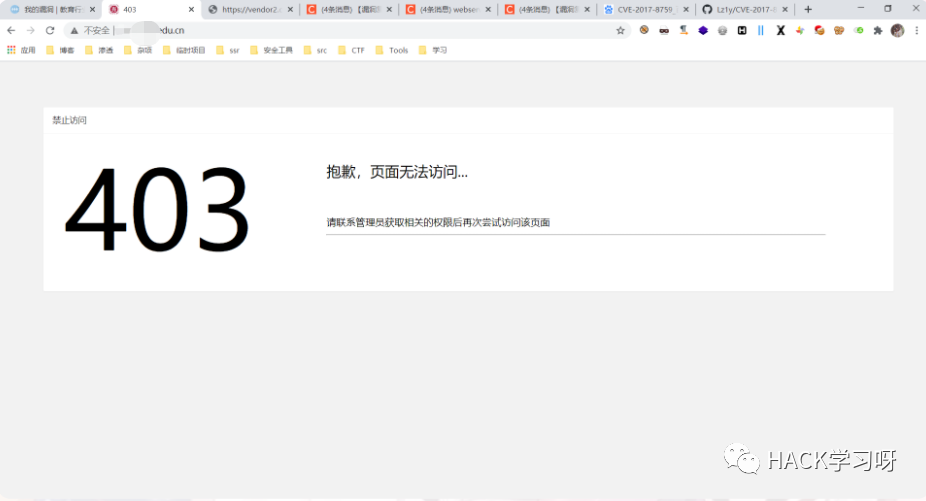 我的漏洞 | 教育行
403
https://vendor2.
(4条消息) 【漏洞
(4条消息) webse
(4条消息) 【漏洞
CVE-2017-8759_
Lz1y/CVE-2017-8
不安全 | edu.cn
应用 博客 渗透 杂项 临时项目 ssr 安全工具 src CTF Tools 学习
禁止访问
403
抱歉，页面无法访问...
请联系管理员获取相关的权限后再次尝试访问该页面
HACK学习呀